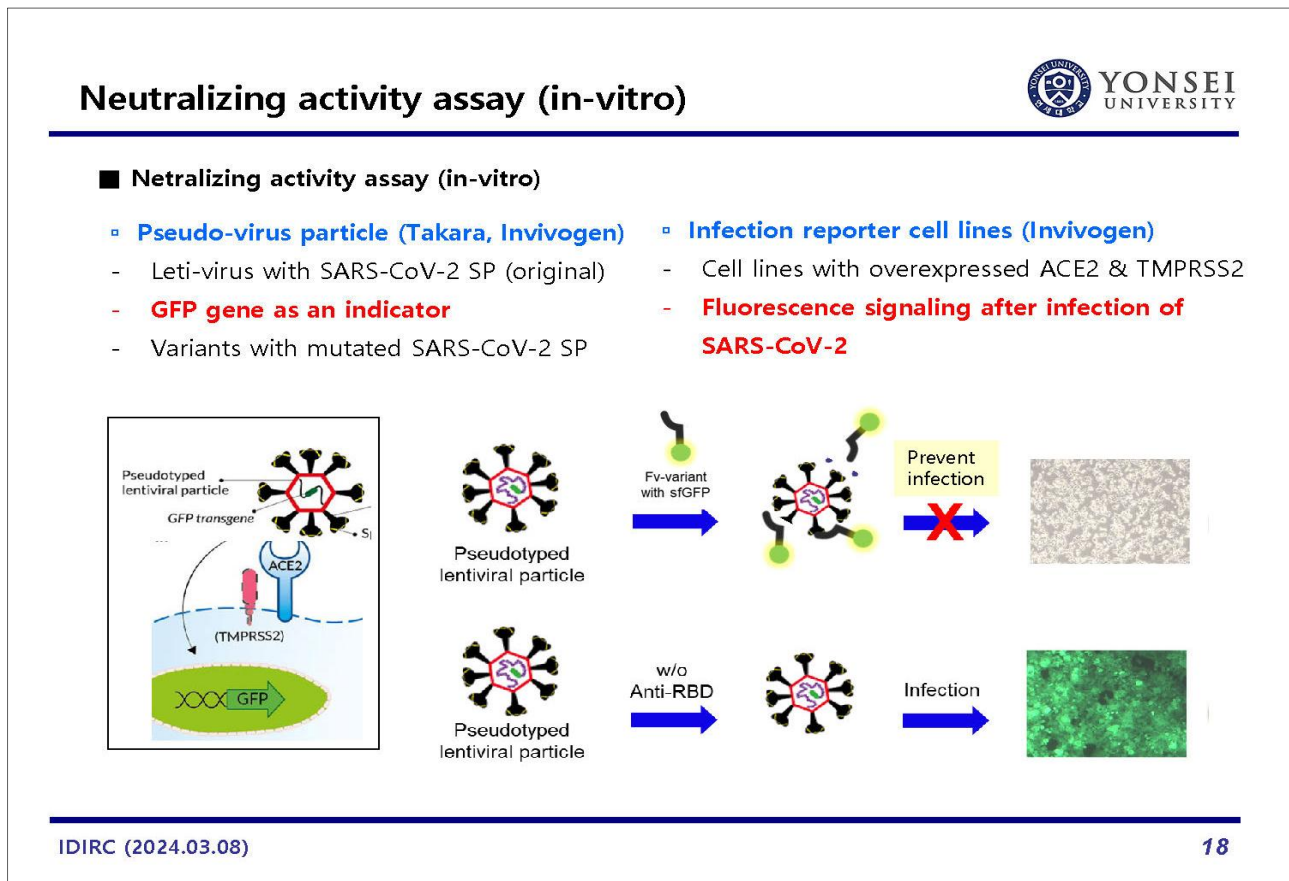 Neutralizing activity assay (in-vitro)
YONSEI
UNIVERSITY
■ Netralizing activity assay (in-vitro)
▫ Pseudo-virus particle (Takara, Invivogen)
- Leti-virus with SARS-CoV-2 SP (original)
- GFP gene as an indicator
- Variants with mutated SARS-CoV-2 SP
▫ Infection reporter cell lines (Invivogen)
- Cell lines with overexpressed ACE2 & TMPRSS2
- Fluorescence signaling after infection of
SARS-CoV-2
Pseudotyped
lentiviral particle
GFP transgene
ACE2
(TMPRSS2)
GFP
Pseudotyped
lentiviral particle
Fv-variant
with sfGFP
Prevent
infection
X
Pseudotyped
lentiviral particle
w/o
Anti-RBD
Infection
IDIRC (2024.03.08)
18